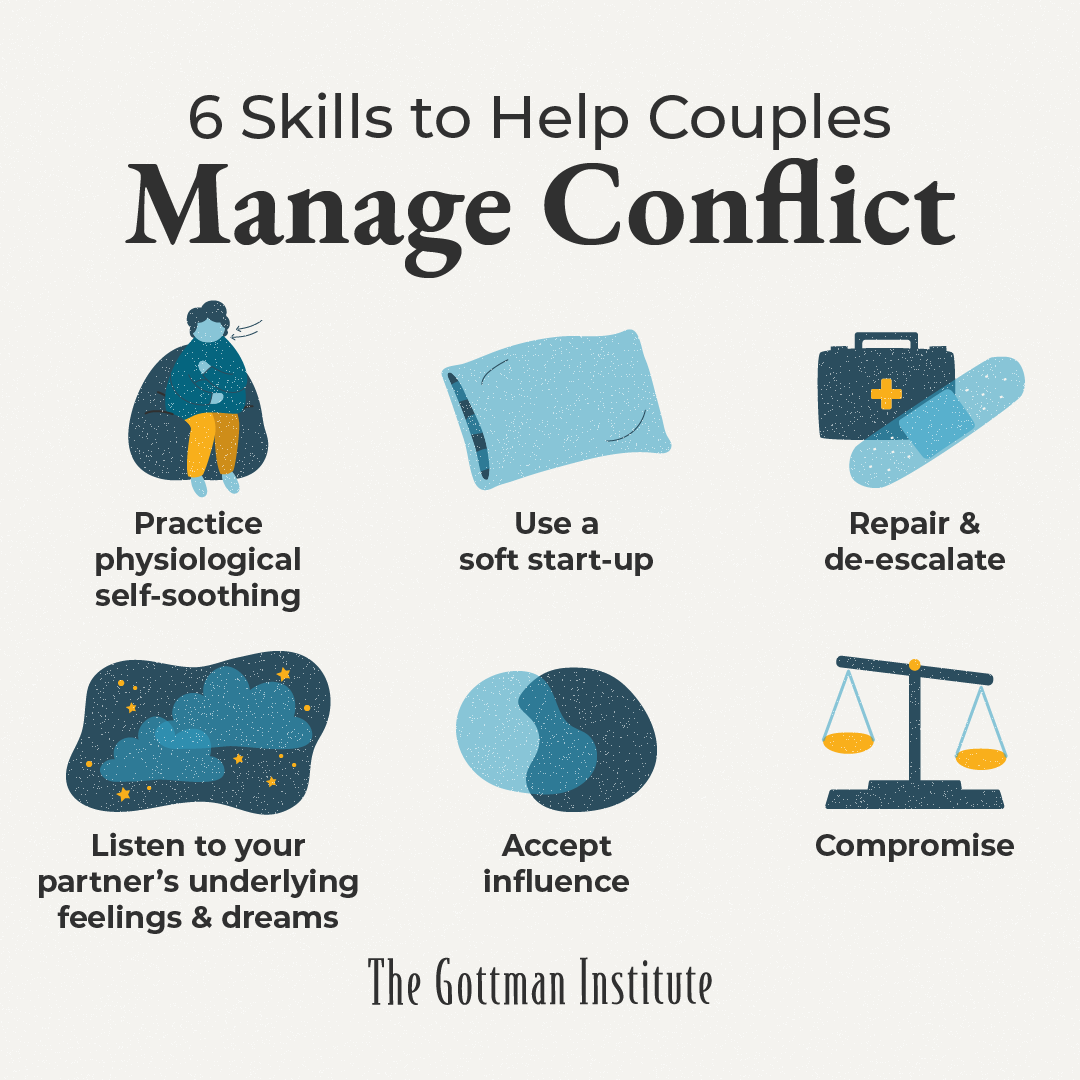 6 Skills to Help Couples
Manage Conflict
Practice
physiological
self-soothing
Use a
soft start-up
Repair &
de-escalate
Listen to your
partner’s underlying
feelings & dreams
Accept
influence
Compromise
The Gottman Institute